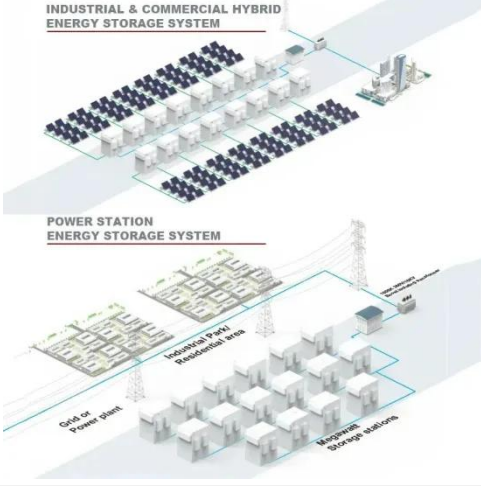 INDUSTRIAL & COMMERCIAL HYBRID
ENERGY STORAGE SYSTEM
POWER STATION
ENERGY STORAGE SYSTEM
Industrial Park/
Residential area
Grid or
Power plant
Megawatt
Storage stations